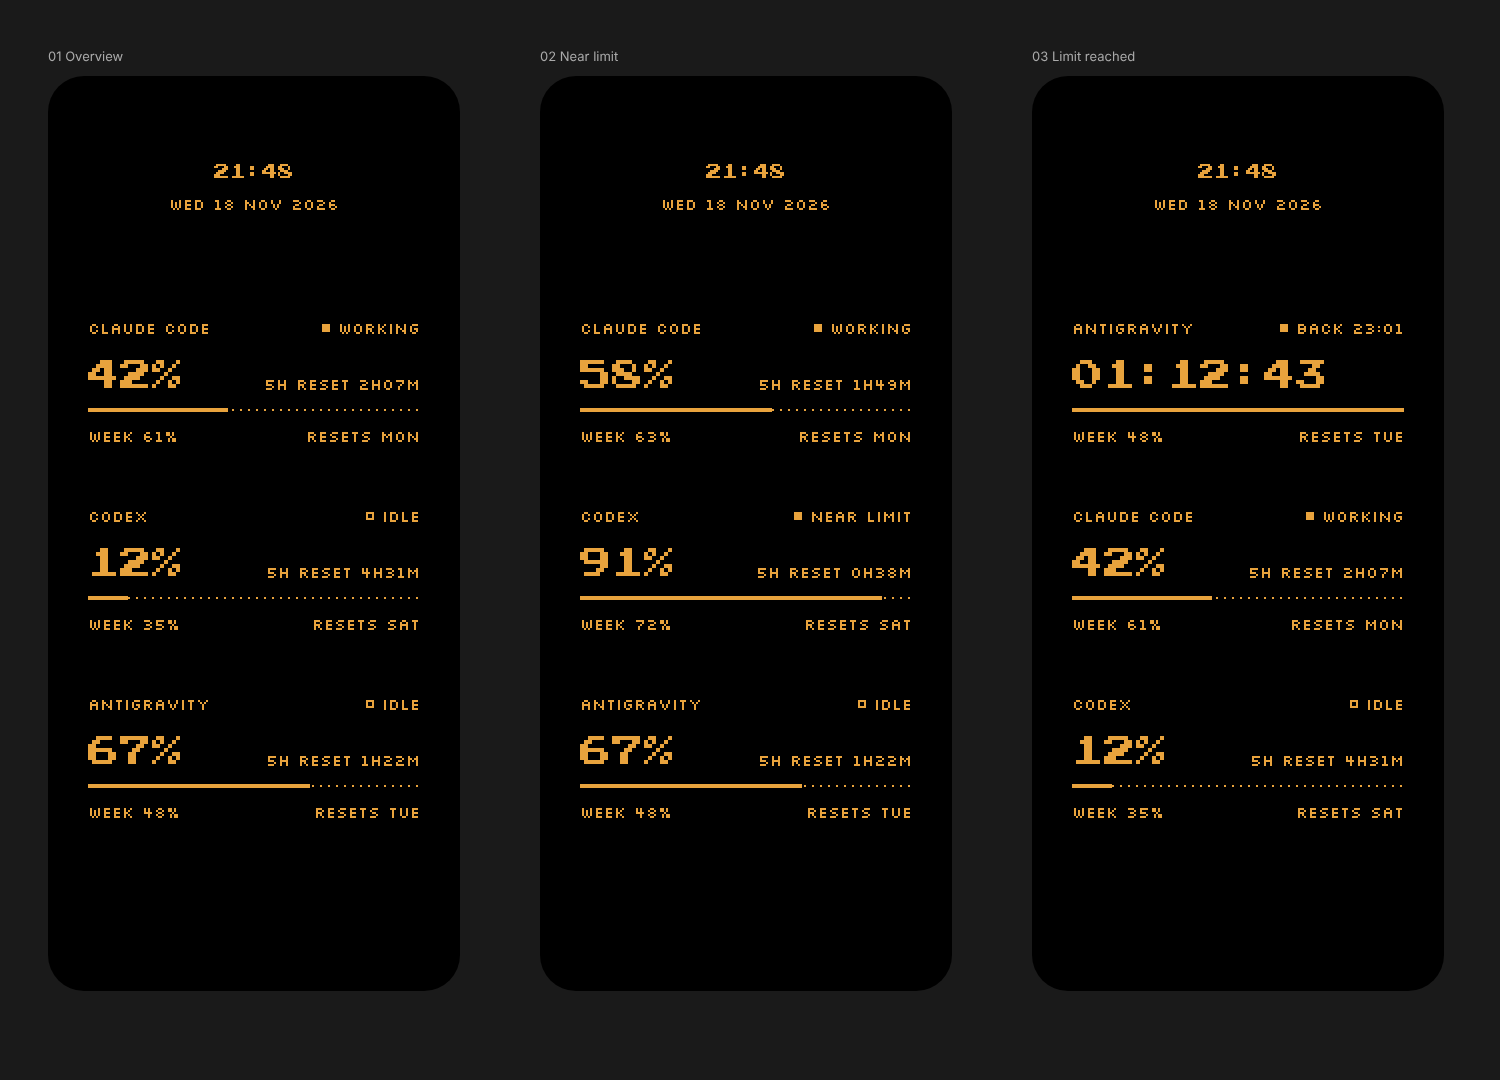 01 Overview
21:48
WED 18 NOV 2026
CLAUDE CODE WORKING
42% 5H RESET 2H07M
WEEK 61% RESETS MON
CODEX IDLE
12% 5H RESET 4H31M
WEEK 35% RESETS SAT
ANTIGRAVITY IDLE
67% 5H RESET 1H22M
WEEK 48% RESETS TUE
02 Near limit
21:48
WED 18 NOV 2026
CLAUDE CODE WORKING
58% 5H RESET 1H49M
WEEK 63% RESETS MON
CODEX NEAR LIMIT
91% 5H RESET 0H38M
WEEK 72% RESETS SAT
ANTIGRAVITY IDLE
67% 5H RESET 1H22M
WEEK 48% RESETS TUE
03 Limit reached
21:48
WED 18 NOV 2026
ANTIGRAVITY BACK 23:01
01:12:43
WEEK 48% RESETS TUE
CLAUDE CODE WORKING
42% 5H RESET 2H07M
WEEK 61% RESETS MON
CODEX IDLE
12% 5H RESET 4H31M
WEEK 35% RESETS SAT